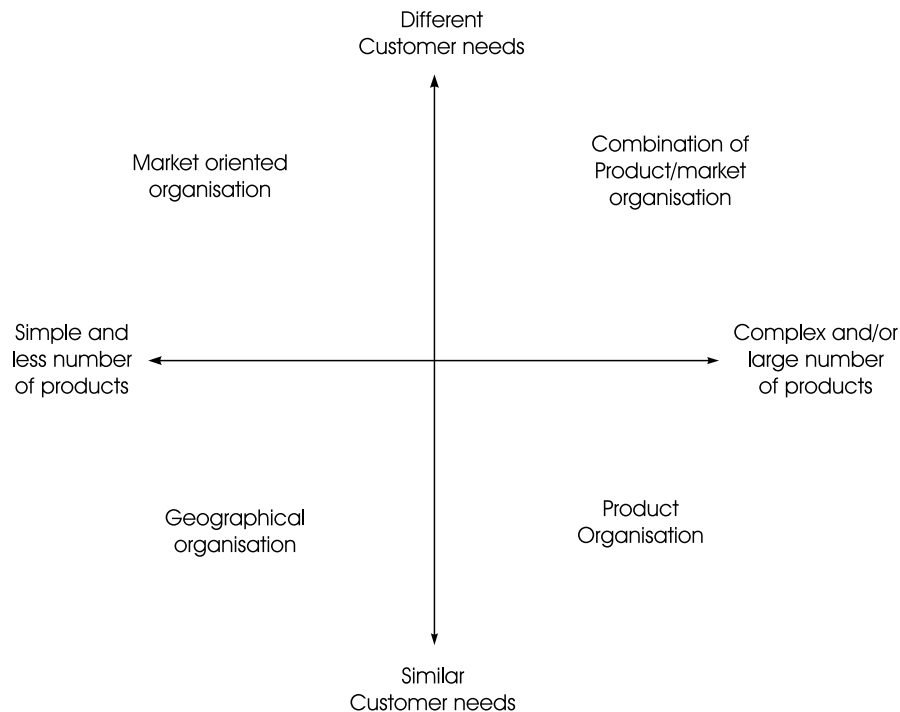 Different
Customer needs
Market oriented
organisation
Combination of
Product/market
organisation
Simple and
less number
of products
Complex and/or
large number
of products
Geographical
organisation
Product
Organisation
Similar
Customer needs